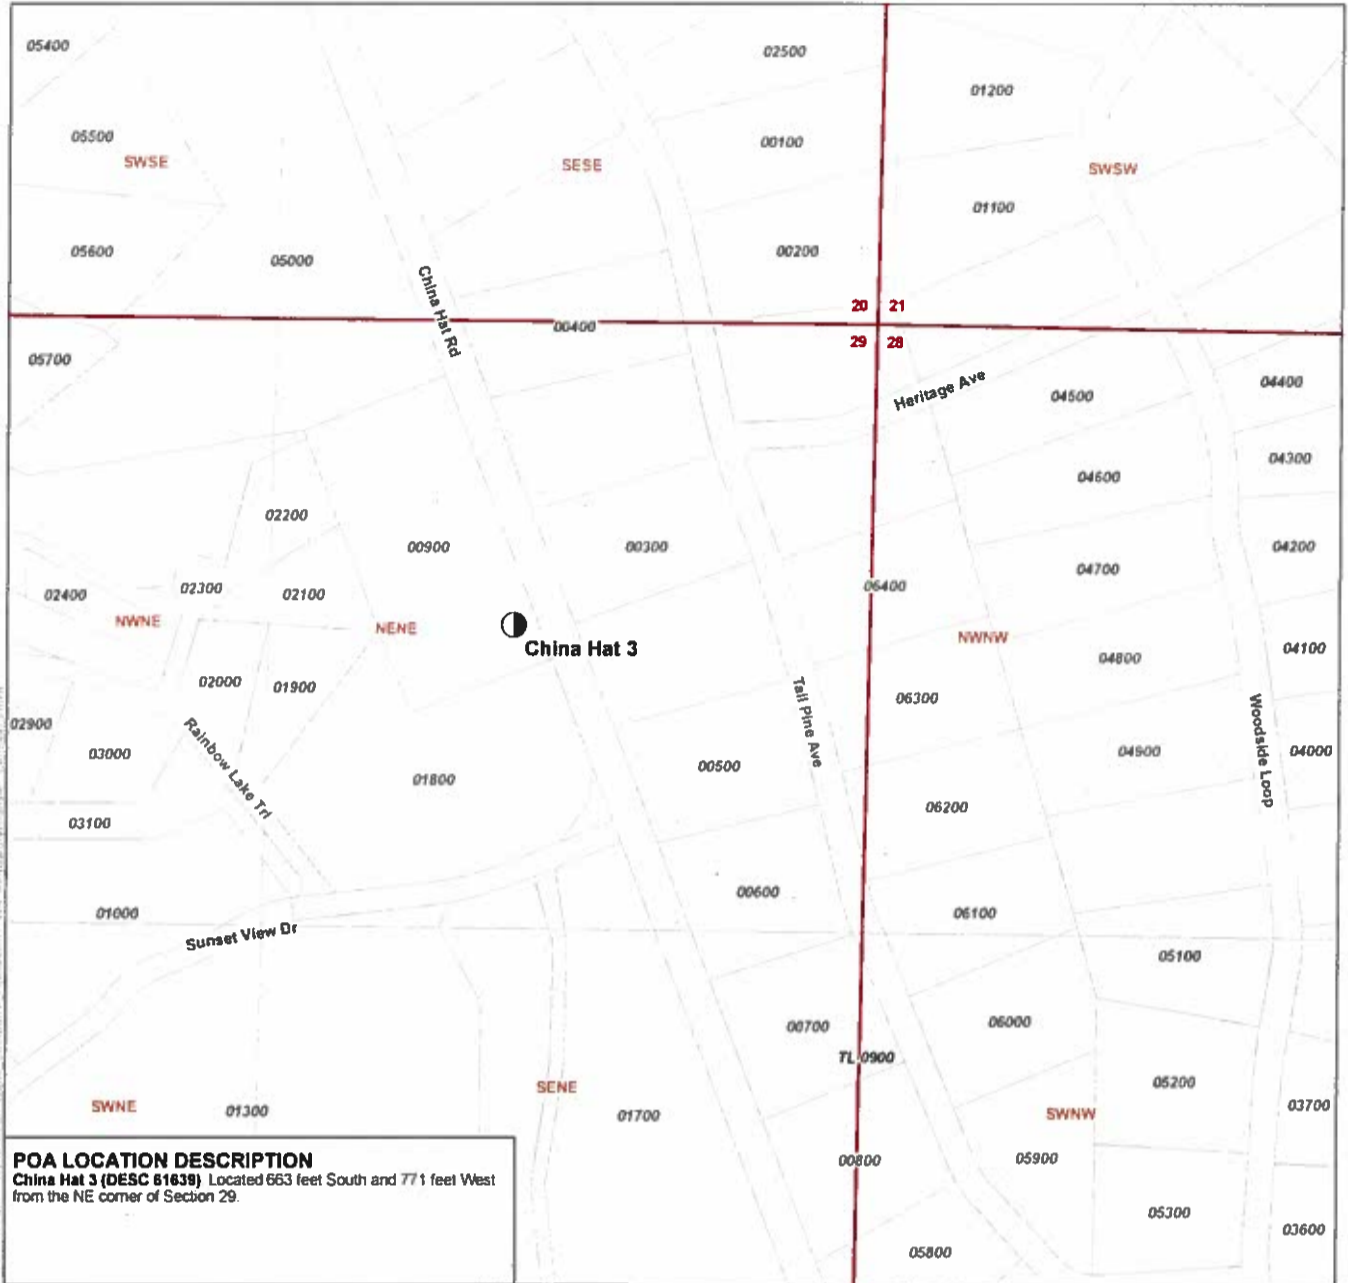 05400
02500
01200
05500
00100
SWSE
SESE
SWSW
01100
05600
05000
00200
China Hat Rd
20 21
00400
29 28
05700
Heritage Ave
04400
04500
04300
04600
02200
00900
00300
04200
04700
06400
02300
02100
02400
NWNE
NENE
China Hat 3
NWNW
04100
04800
02000
01900
06300
Tall Pine Ave
Woodside Loop
02900
Rainbow Lake Trl
03000
01800
00500
04900
04000
06200
03100
00600
01000
06100
Sunset View Dr
05100
00700
06000
TL 0900
SENE
05200
SWNE
01300
01700
SWNW
03700
POA LOCATION DESCRIPTION
China Hat 3 (DESC 61639) Located 663 feet South and 771 feet West
from the NE corner of Section 29.
00800
05900
05300
03600
05800